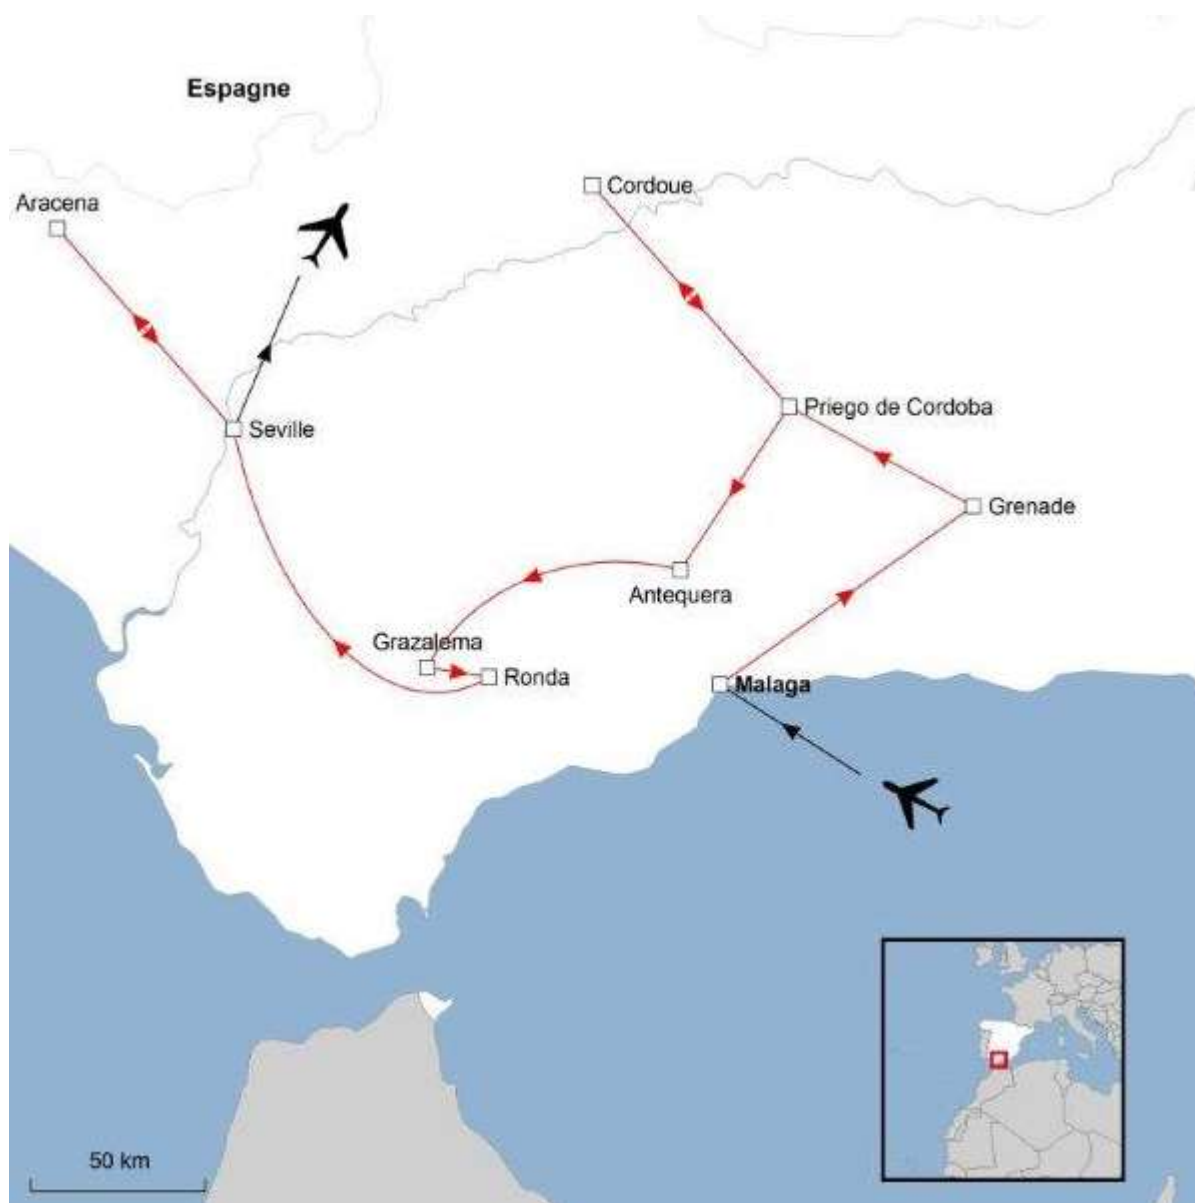 Espagne
Cordoue
Aracena
Priego de Cordoba
Seville
Grenade
Antequera
Grazalema
Ronda
Malaga
50 km